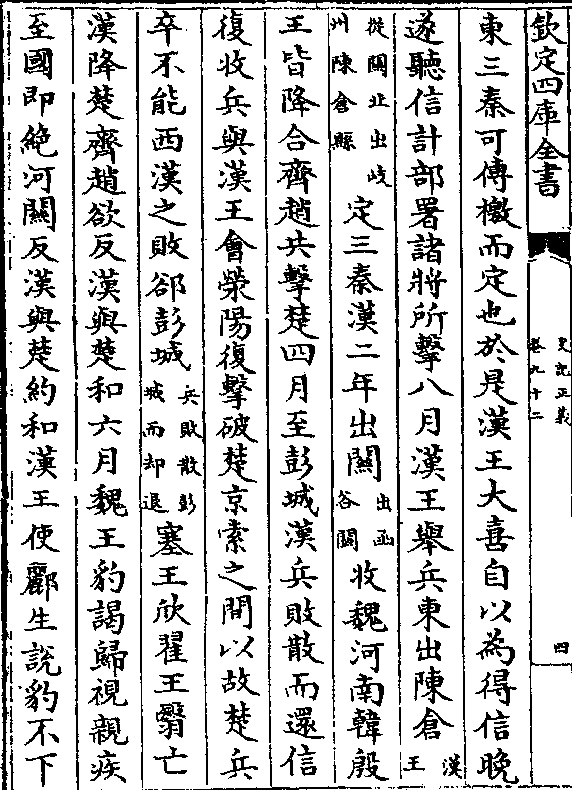 欽定四庫全書
史記正義
卷九十二
四
東三秦可傳檄而定也於是漢王大喜自以為得信晚
遂聽信計部署諸將所擊八月漢王舉兵東出陳倉漢王
從關北出岐州陳倉縣定三秦漢二年出關出函谷關收魏河南韓殷
王皆降合齊趙共擊楚四月至彭城漢兵敗散而還信
復收兵與漢王會滎陽復擊破楚京索之間以故楚兵
卒不能西漢之敗郤彭城兵敗散彭城而却退塞王欣翟王翳亡
漢降楚齊趙欲反漢與楚和六月魏王豹謁歸視親疾
至國即絶河關反漢與楚約和漢王使酈生說豹不下